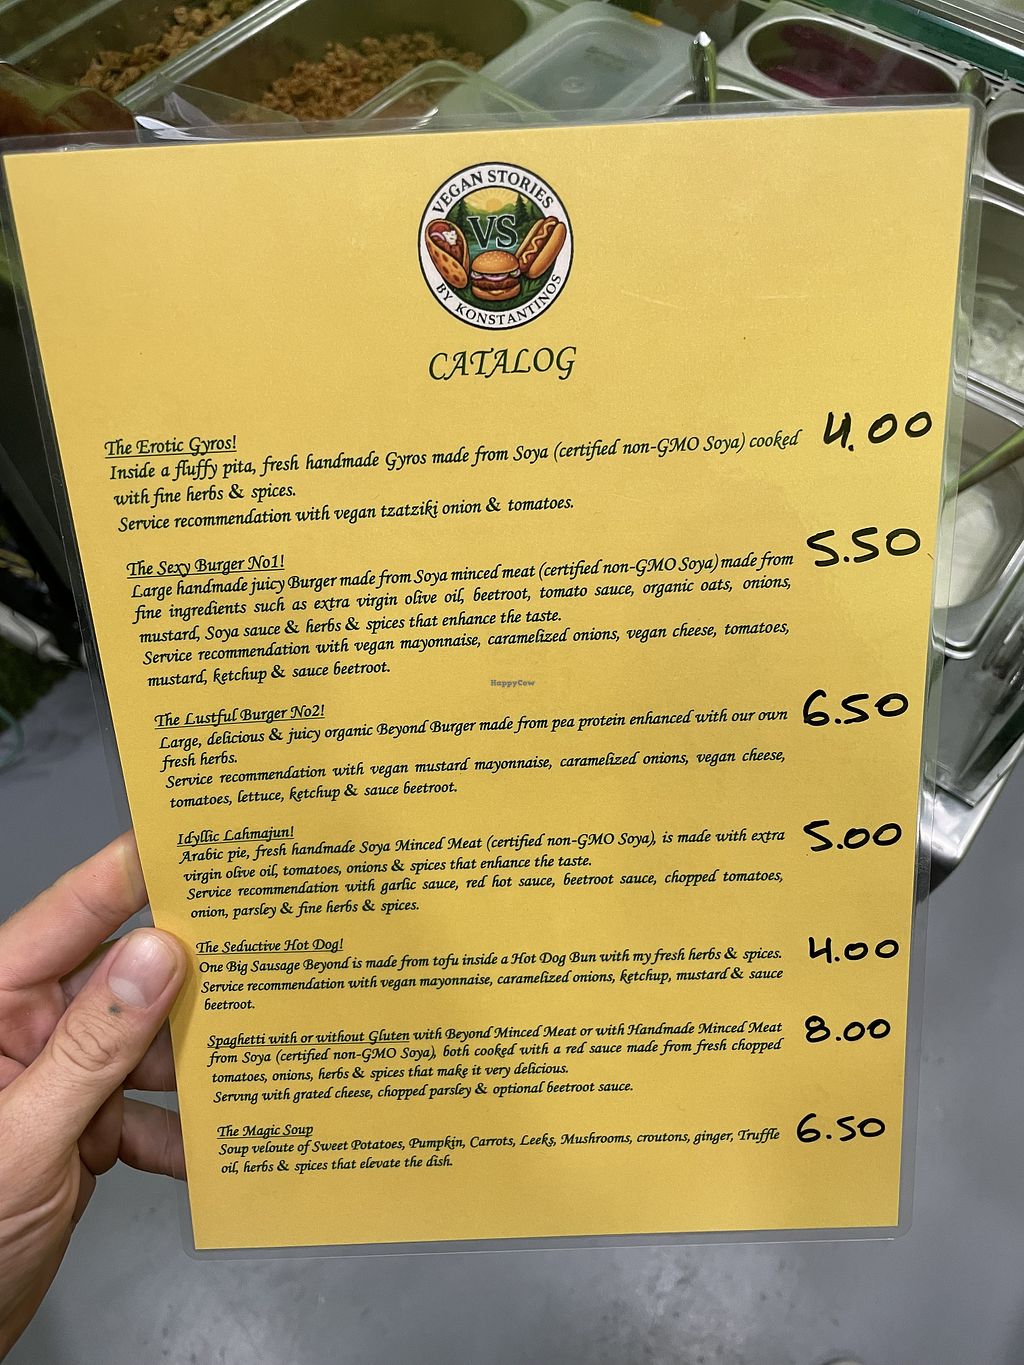 VEGAN STORIES
VS
BY KONSTANTINOS
CATALOG
The Erotic Gyros! 4.00
Inside a fluffy pita, fresh handmade Gyros made from Soya (certified non-GMO Soya) cooked
with fine herbs & spices.
Service recommendation with vegan tzatziki onion & tomatoes.
The Sexy Burger No1! 5.50
Large handmade juicy Burger made from Soya minced meat (certified non-GMO Soya) made from
fine ingredients such as extra virgin olive oil, beetroot, tomato sauce, organic oats, onions,
mustard, Soya sauce & herbs & spices that enhance the taste.
Service recommendation with vegan mayonnaise, caramelized onions, vegan cheese, tomatoes,
mustard, ketchup & sauce beetroot.
HappyCow
The Lustful Burger No2! 6.50
Large, delicious & juicy organic Beyond Burger made from pea protein enhanced with our own
fresh herbs.
Service recommendation with vegan mustard mayonnaise, caramelized onions, vegan cheese,
tomatoes, lettuce, ketchup & sauce beetroot.
Idyllic Lahmajun! 5.00
Arabic pie, fresh handmade Soya Minced Meat (certified non-GMO Soya), is made with extra
virgin olive oil, tomatoes, onions & spices that enhance the taste.
Service recommendation with garlic sauce, red hot sauce, beetroot sauce, chopped tomatoes,
onion, parsley & fine herbs & spices.
The Seductive Hot Dog! 4.00
One Big Sausage Beyond is made from tofu inside a Hot Dog Bun with my fresh herbs & spices.
Service recommendation with vegan mayonnaise, caramelized onions, ketchup, mustard & sauce
beetroot.
Spaghetti with or without Gluten with Beyond Minced Meat or with Handmade Minced Meat 8.00
from Soya (certified non-GMO Soya), both cooked with a red sauce made from fresh chopped
tomatoes, onions, herbs & spices that make it very delicious.
Serving with grated cheese, chopped parsley & optional beetroot sauce.
The Magic Soup 6.50
Soup veloute of Sweet Potatoes, Pumpkin, Carrots, Leeks, Mushrooms, croutons, ginger, Truffle
oil, herbs & spices that elevate the dish.